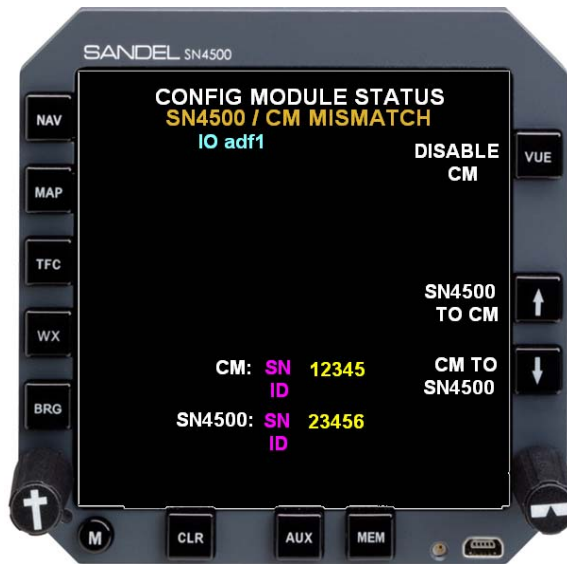 SANDEL SN4500
CONFIG MODULE STATUS
SN4500 / CM MISMATCH
IO adf1
DISABLE
CM
SN4500
TO CM
CM TO
SN4500
CM: SN 12345
ID
SN4500: SN 23456
ID
NAV
MAP
TFC
WX
BRG
VUE
M
CLR
AUX
MEM